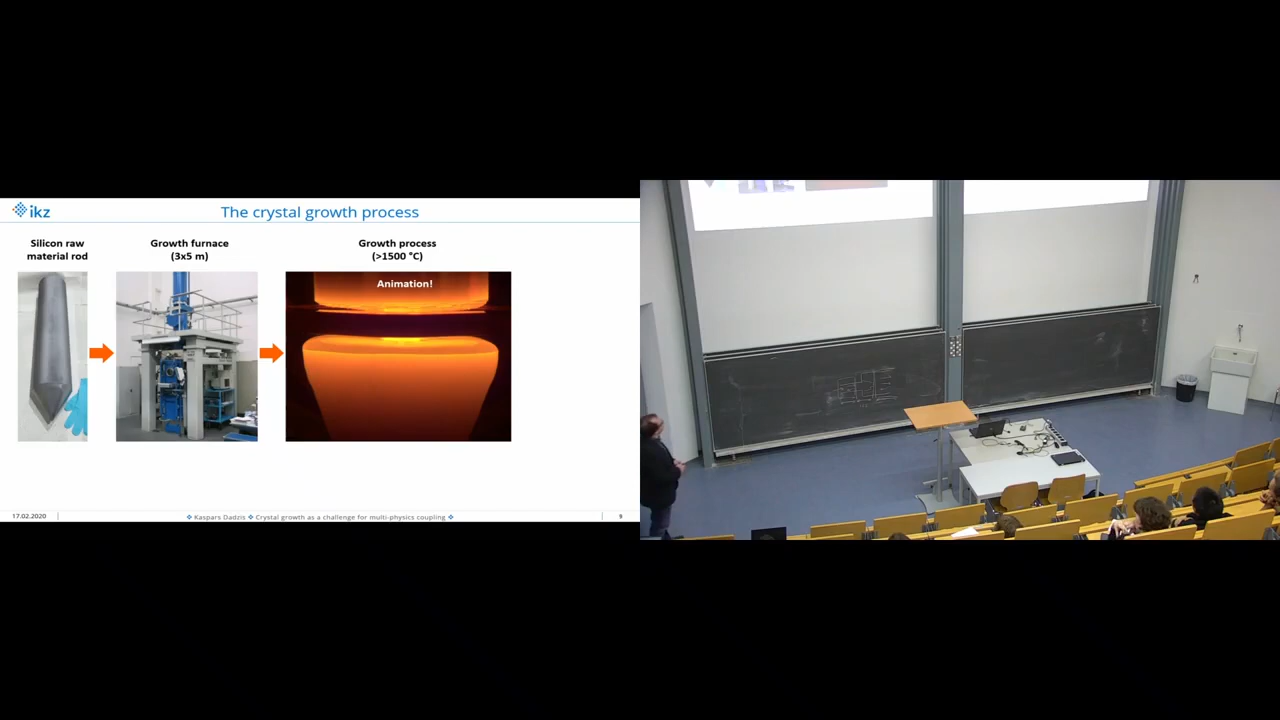 ikz
The crystal growth process
Silicon raw
material rod
Growth furnace
(3x5 m)
Growth process
(>1500 °C)
Animation!
17.02.2020
❖ Kaspars Dadzis ❖ Crystal growth as a challenge for multi-physics coupling ❖
9